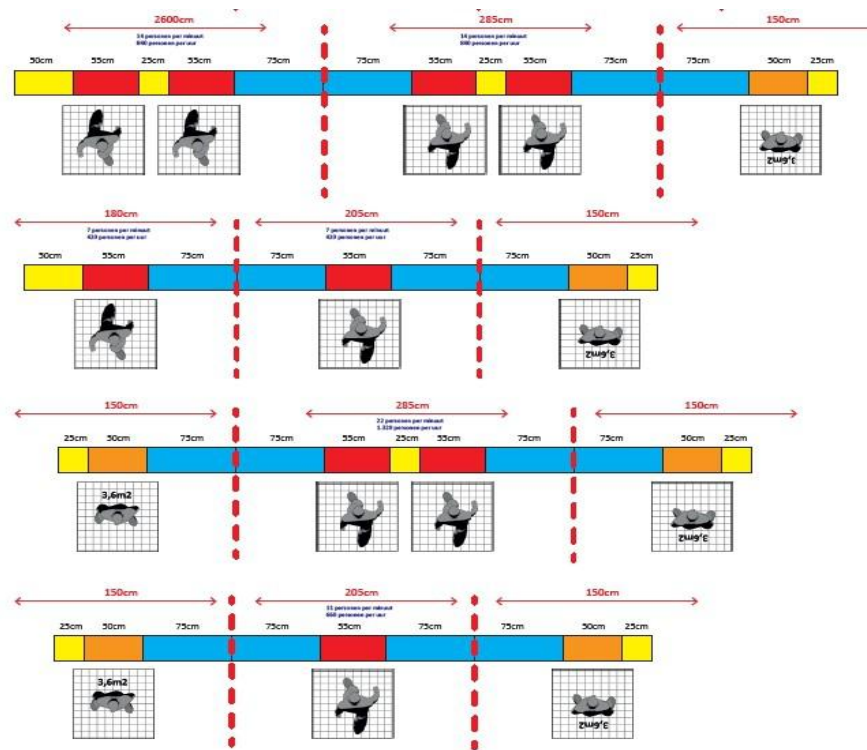 2600cm 285cm 150cm
14 personen per minuut 14 personen per minuut
840 personen per uur 840 personen per uur
50cm 55cm 25cm 55cm 75cm 75cm 55cm 25cm 55cm 75cm 75cm 50cm 25cm
3,6m2
180cm 205cm 150cm
7 personen per minuut 7 personen per minuut
420 personen per uur 420 personen per uur
50cm 55cm 75cm 75cm 55cm 75cm 75cm 50cm 25cm
3,6m2
150cm 285cm 150cm
22 personen per minuut
1.320 personen per uur
25cm 50cm 75cm 75cm 55cm 25cm 55cm 75cm 75cm 50cm 25cm
3,6m2 3,6m2
150cm 205cm 150cm
11 personen per minuut
660 personen per uur
25cm 50cm 75cm 75cm 55cm 75cm 75cm 50cm 25cm
3,6m2 3,6m2